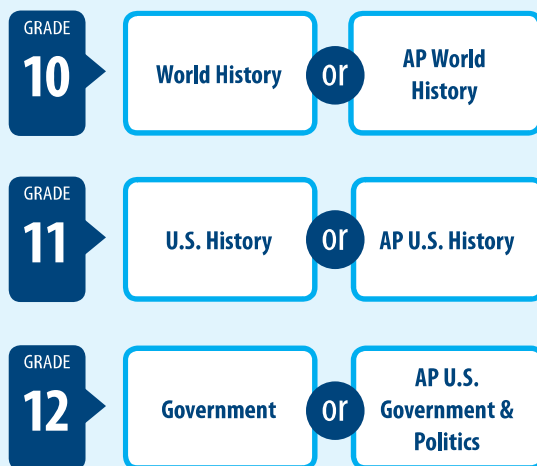 GRADE
10
World History
or
AP World
History
GRADE
11
U.S. History
or
AP U.S. History
GRADE
12
Government
or
AP U.S.
Government &
Politics